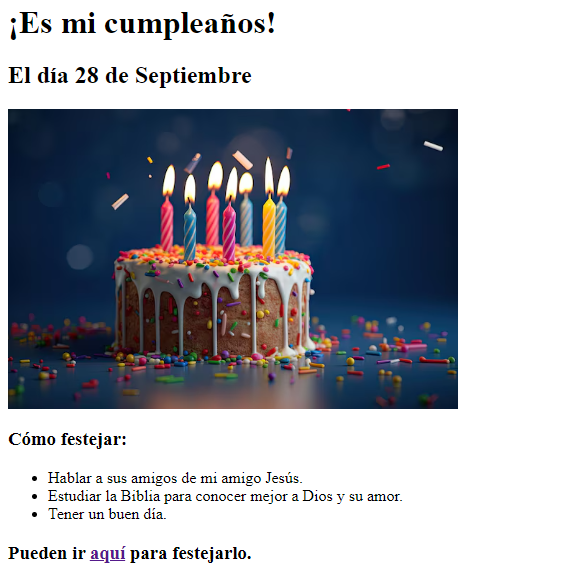 ¡Es mi cumpleaños!
El día 28 de Septiembre
Cómo festejar:
Hablar a sus amigos de mi amigo Jesús.
Estudiar la Biblia para conocer mejor a Dios y su amor.
Tener un buen día.
Pueden ir aquí para festejarlo.